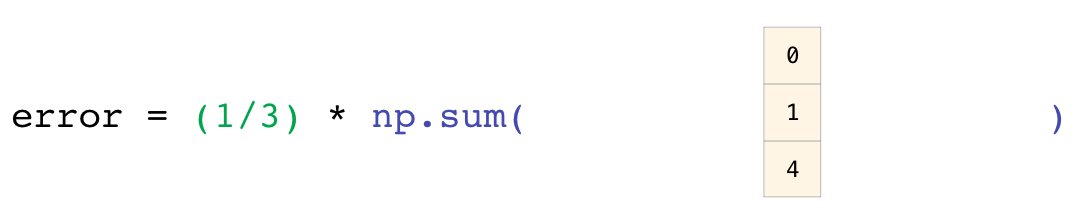 0
error = (1/3) * np.sum( 1 )
4